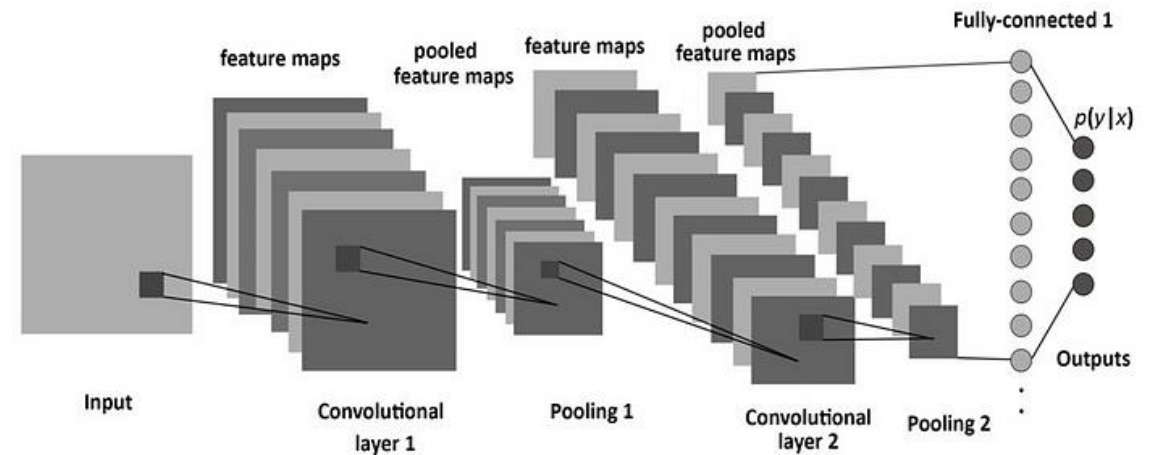 feature maps
pooled
feature maps
feature maps
pooled
feature maps
Fully-connected 1
p(y|x)
Outputs
Input
Convolutional
layer 1
Pooling 1
Convolutional
layer 2
Pooling 2